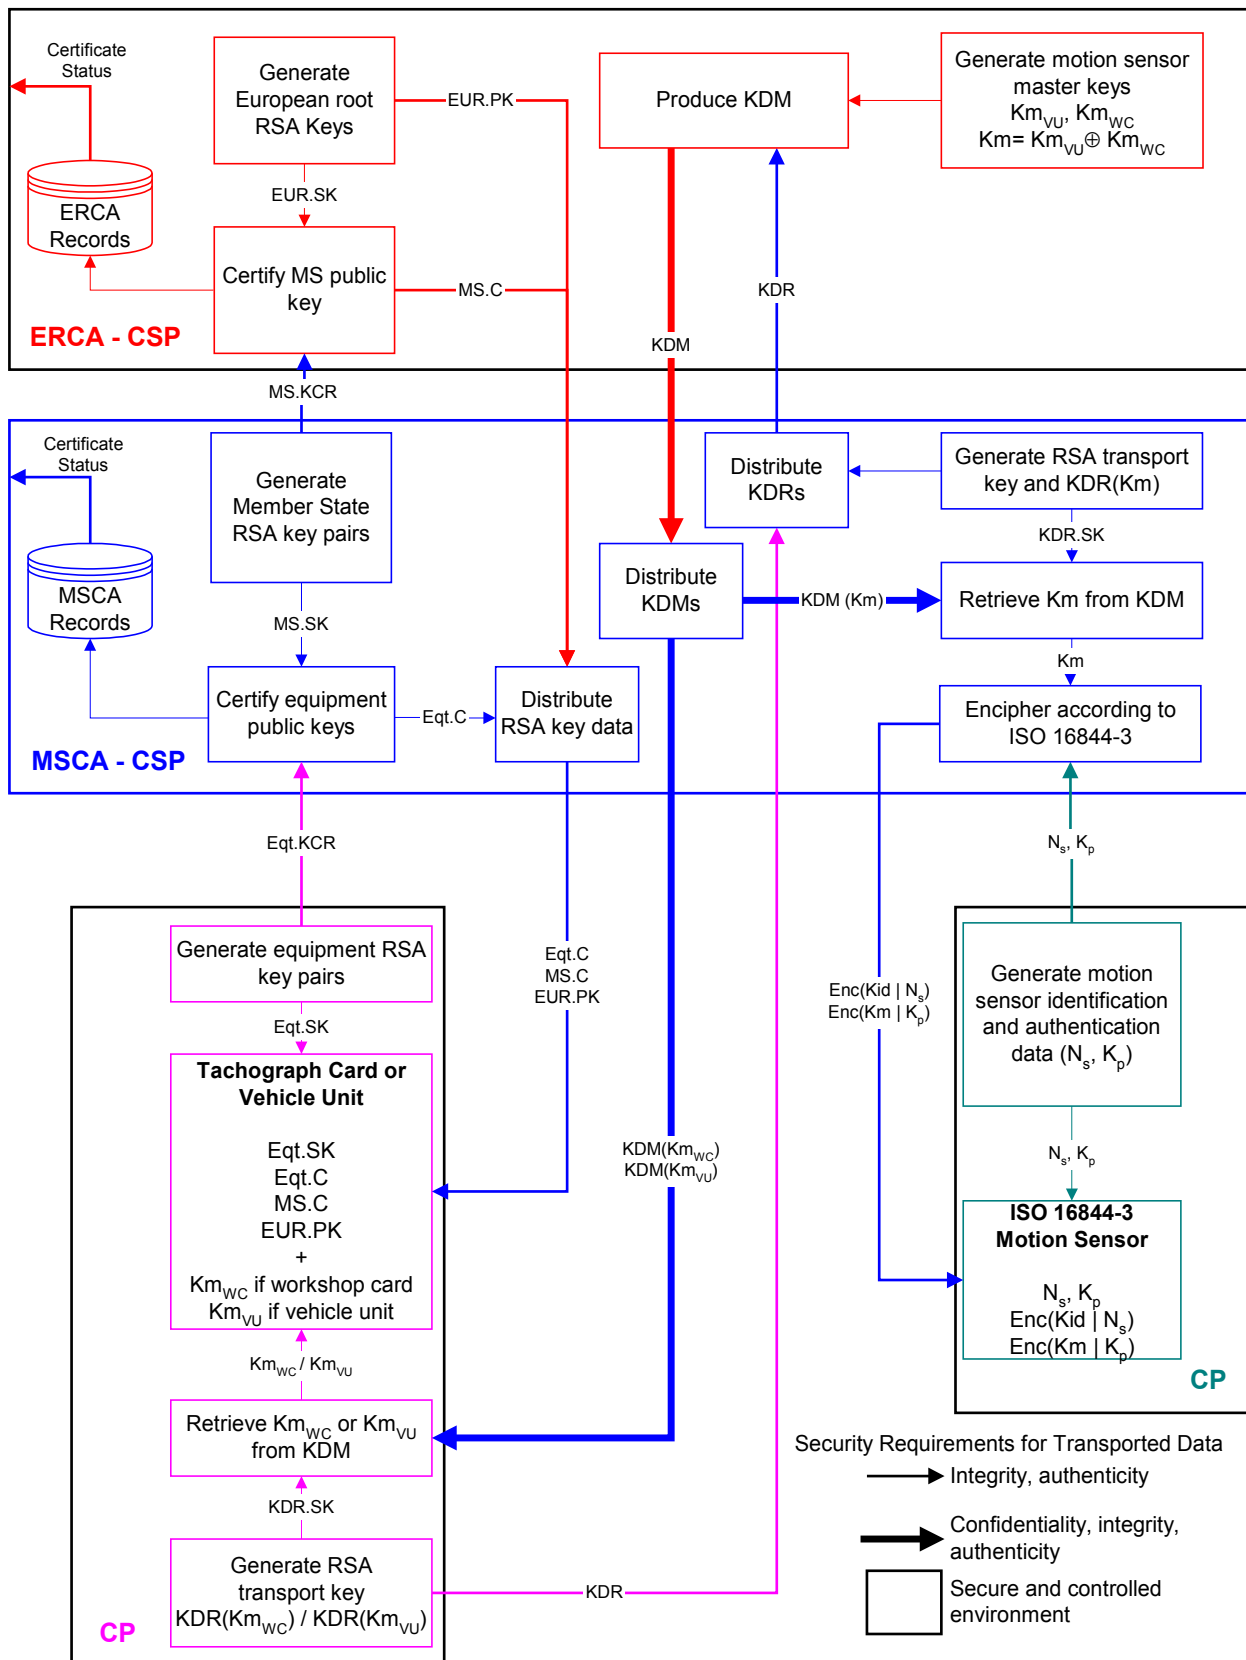 Certificate
Status
Generate
European root
RSA Keys
EUR.PK
Produce KDM
Generate motion sensor
master keys
Km_VU, Km_WC
Km= Km_VU ⊕ Km_WC
EUR.SK
ERCA
Records
Certify MS public
key
MS.C
KDR
ERCA - CSP
KDM
MS.KCR
Certificate
Status
Generate
Member State
RSA key pairs
Distribute
KDRs
Generate RSA transport
key and KDR(Km)
KDR.SK
MSCA
Records
Distribute
KDMs
KDM (Km)
Retrieve Km from KDM
MS.SK
Km
Certify equipment
public keys
Eqt.C
Distribute
RSA key data
Encipher according to
ISO 16844-3
MSCA - CSP
Eqt.KCR
N_s, K_p
Generate equipment RSA
key pairs
Eqt.C
MS.C
EUR.PK
Enc(Kid | N_s)
Enc(Km | K_p)
Generate motion
sensor identification
and authentication
data (N_s, K_p)
Eqt.SK
Tachograph Card or
Vehicle Unit
Eqt.SK
Eqt.C
MS.C
EUR.PK
+
Km_WC if workshop card
Km_VU if vehicle unit
KDM(Km_WC)
KDM(Km_VU)
N_s, K_p
ISO 16844-3
Motion Sensor
N_s, K_p
Enc(Kid | N_s)
Enc(Km | K_p)
CP
Km_WC / Km_VU
Retrieve Km_WC or Km_VU
from KDM
KDR.SK
Generate RSA
transport key
KDR(Km_WC) / KDR(Km_VU)
KDR
CP
Security Requirements for Transported Data
Integrity, authenticity
Confidentiality, integrity,
authenticity
Secure and controlled
environment